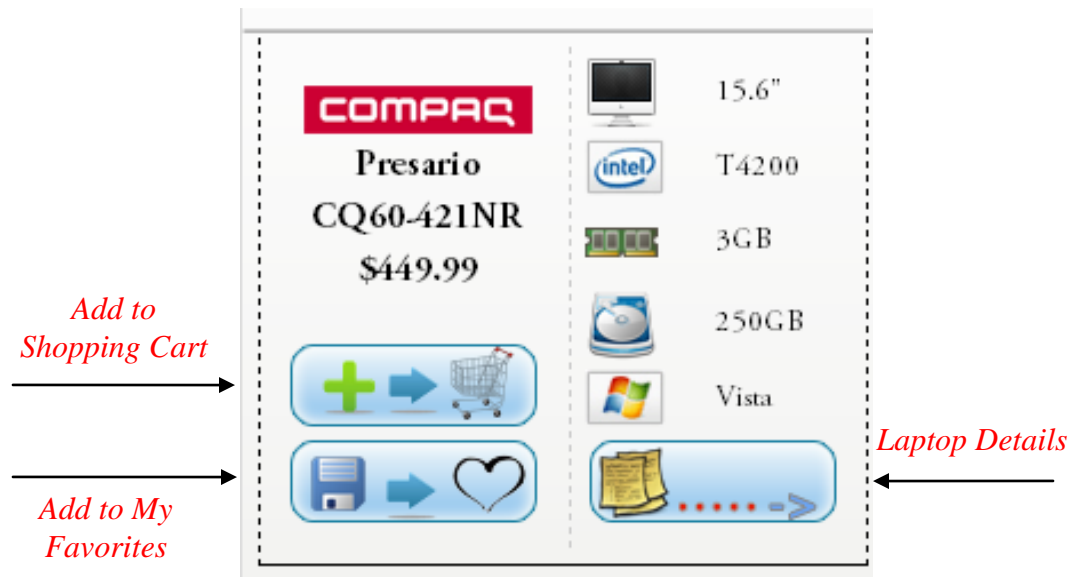 COMPAQ
Presario
CQ60-421NR
$449.99
15.6"
intel
T4200
3GB
250GB
Vista
Add to
Shopping Cart
Add to My
Favorites
Laptop Details